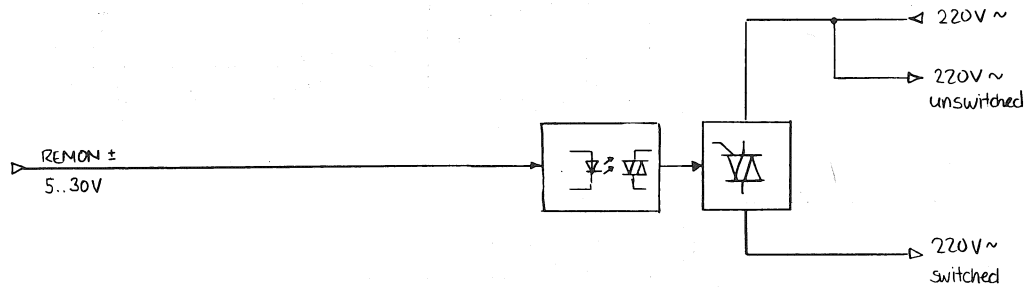 220V ~
220V ~
unswitched
REMON ±
5..30V
220V ~
switched